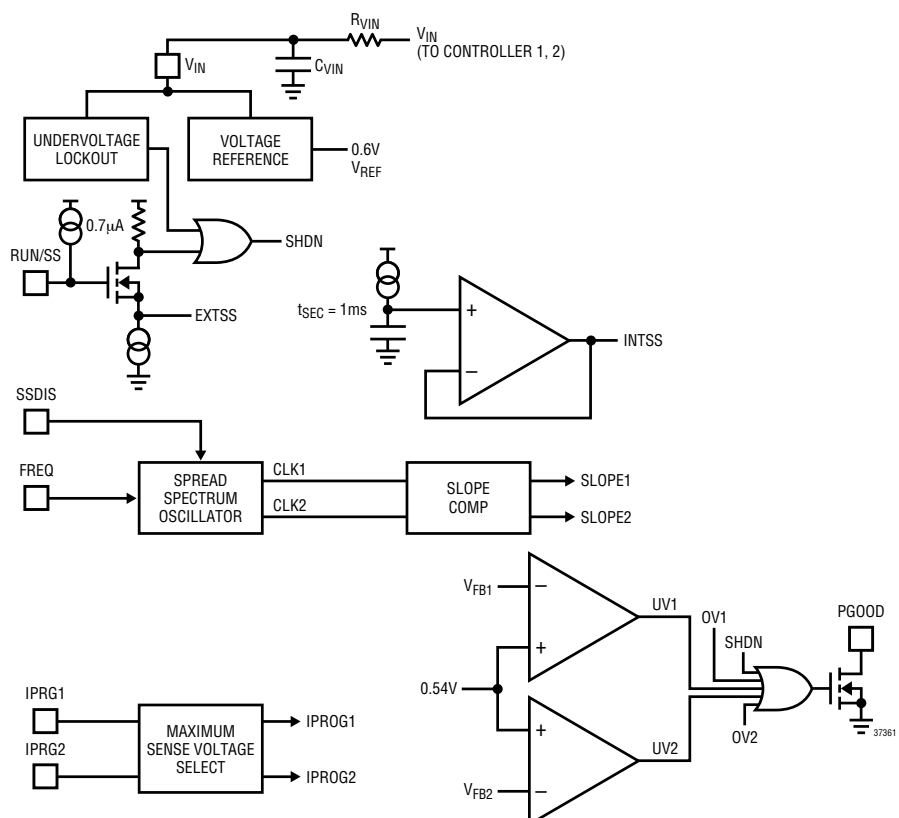 RVIN
VIN
(TO CONTROLLER 1, 2)
VIN
CVIN
UNDERVOLTAGE
LOCKOUT
VOLTAGE
REFERENCE
0.6V
VREF
0.7μA
SHDN
RUN/SS
EXTSS
tSEC = 1ms
+
–
INTSS
SSDIS
FREQ
SPREAD
SPECTRUM
OSCILLATOR
CLK1
CLK2
SLOPE
COMP
SLOPE1
SLOPE2
VFB1
–
+
UV1
0.54V
+
–
VFB2
UV2
OV1
SHDN
OV2
PGOOD
37361
IPRG1
IPRG2
MAXIMUM
SENSE VOLTAGE
SELECT
IPROG1
IPROG2